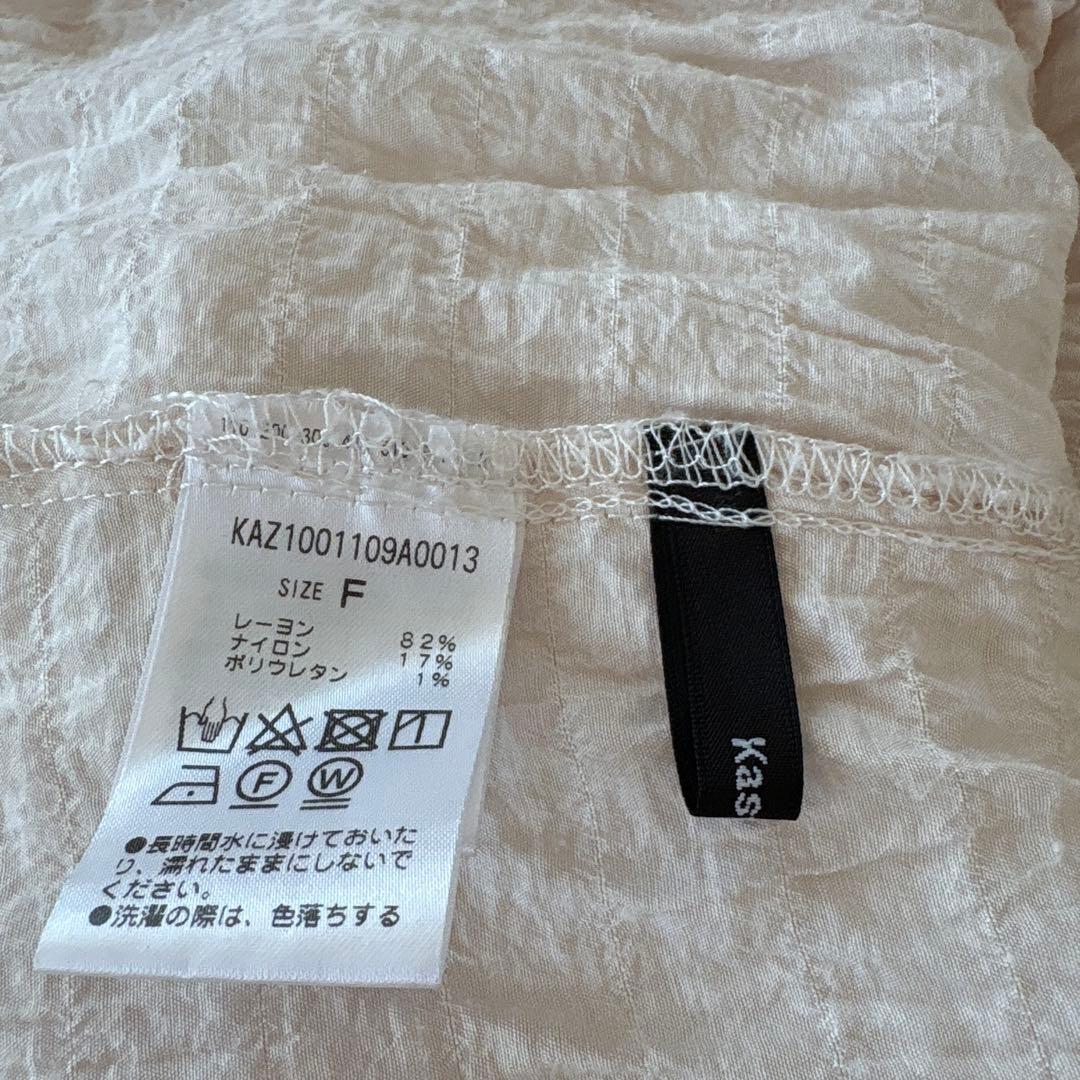 KAZ1001109A0013
SIZE F
レーヨン 82%
ナイロン 17%
ポリウレタン 1%
F W
●長時間水に浸けておいた
り、濡れたままにしないで
ください。
●洗濯の際は、色落ちする
Kas